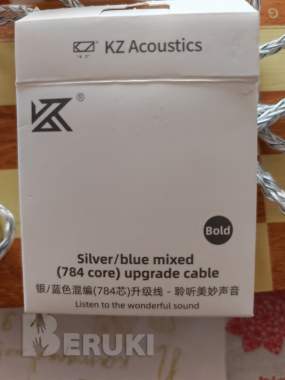 KZ Acoustics
KZ
®
Bold
Silver/blue mixed
(784 core) upgrade cable
银/蓝色混编(784芯)升级线 - 聆听美妙声音
Listen to the wonderful sound
BERUKI